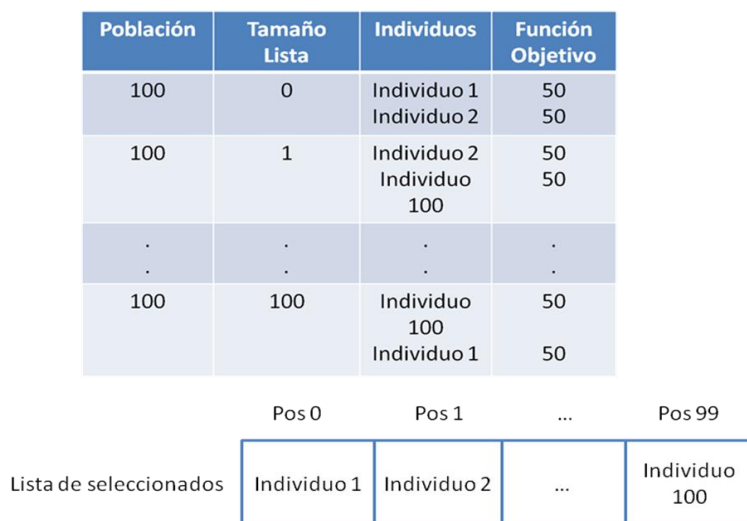 Población Tamaño Lista Individuos Función Objetivo
100 0 Individuo 1 50
Individuo 2 50
100 1 Individuo 2 50
Individuo 100 50
. . . .
. . . .
100 100 Individuo 100 50
Individuo 1 50
Pos 0 Pos 1 ... Pos 99
Lista de seleccionados Individuo 1 Individuo 2 ... Individuo 100